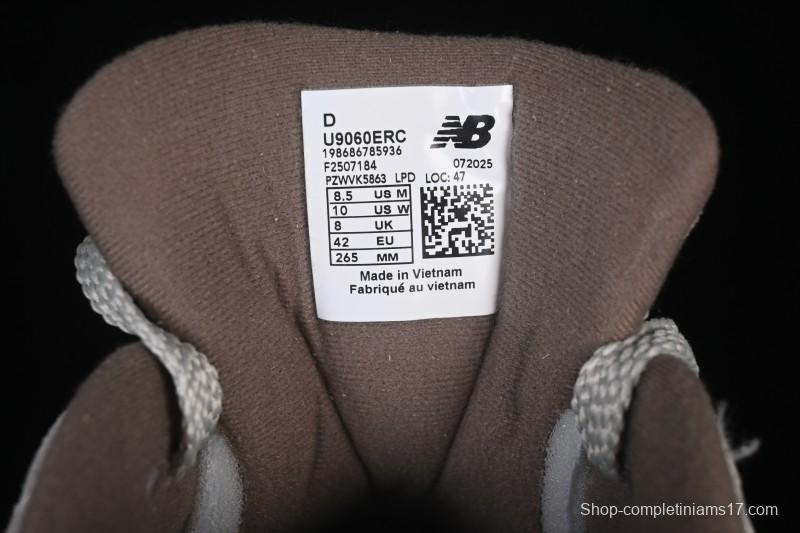 D
U9060ERC
198686785936
F2507184 072025
PZWVK5863 LPD LOC: 47
8.5 US M
10 US W
8 UK
42 EU
265 MM
NB
Made in Vietnam
Fabriqué au vietnam
Shop-completiniams17.com